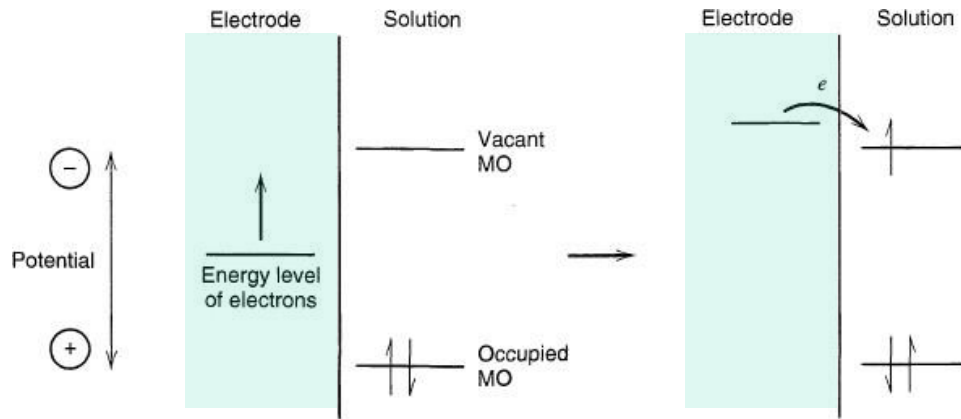 Electrode
Solution
Electrode
Solution
e
Vacant
MO
−
Potential
Energy level
of electrons
+
Occupied
MO